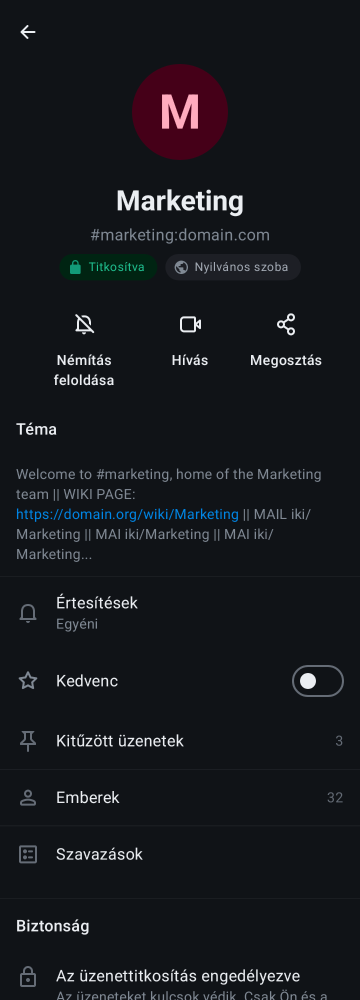 M
Marketing
#marketing:domain.com
Titkosítva
Nyilvános szoba
Némítás
feloldása
Hívás
Megosztás
Téma
Welcome to #marketing, home of the Marketing
team || WIKI PAGE:
https://domain.org/wiki/Marketing || MAIL iki/
Marketing || MAI iki/Marketing || MAI iki/
Marketing...
Értesítések
Egyéni
Kedvenc
Kitűzött üzenetek 3
Emberek 32
Szavazások
Biztonság
Az üzenettitkosítás engedélyezve
Az üzeneteket kulcsok védik. Csak Ön és a